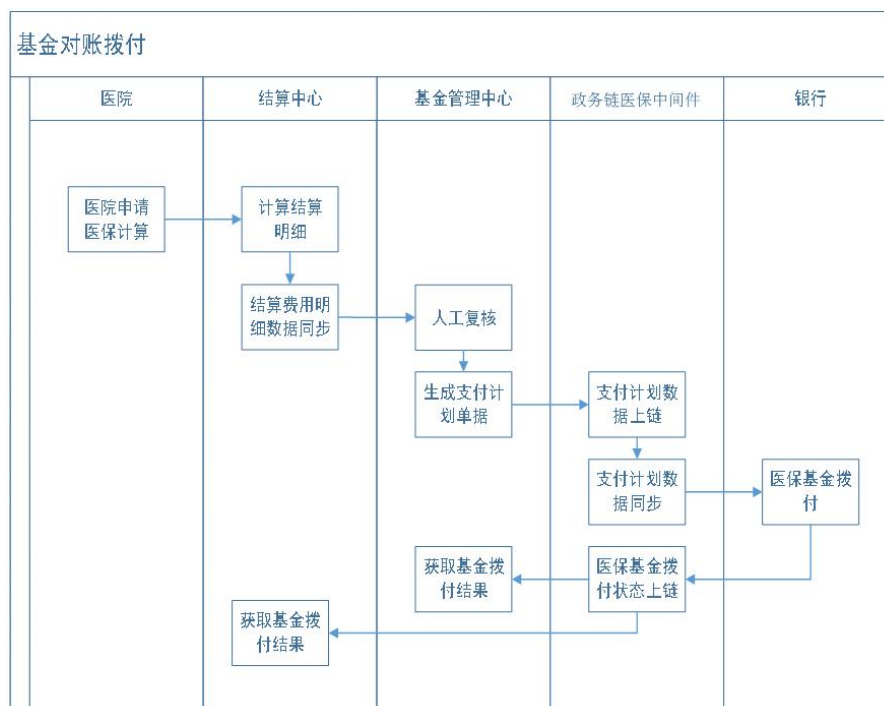 基金对账拨付
医院
结算中心
基金管理中心
政务链医保中间件
银行
医院申请
医保计算
计算结算
明细
结算费用明
细数据同步
人工复核
生成支付计
划单据
支付计划数
据上链
支付计划数
据同步
医保基金拨
付
获取基金拨
付结果
医保基金拨
付状态上链
获取基金拨
付结果